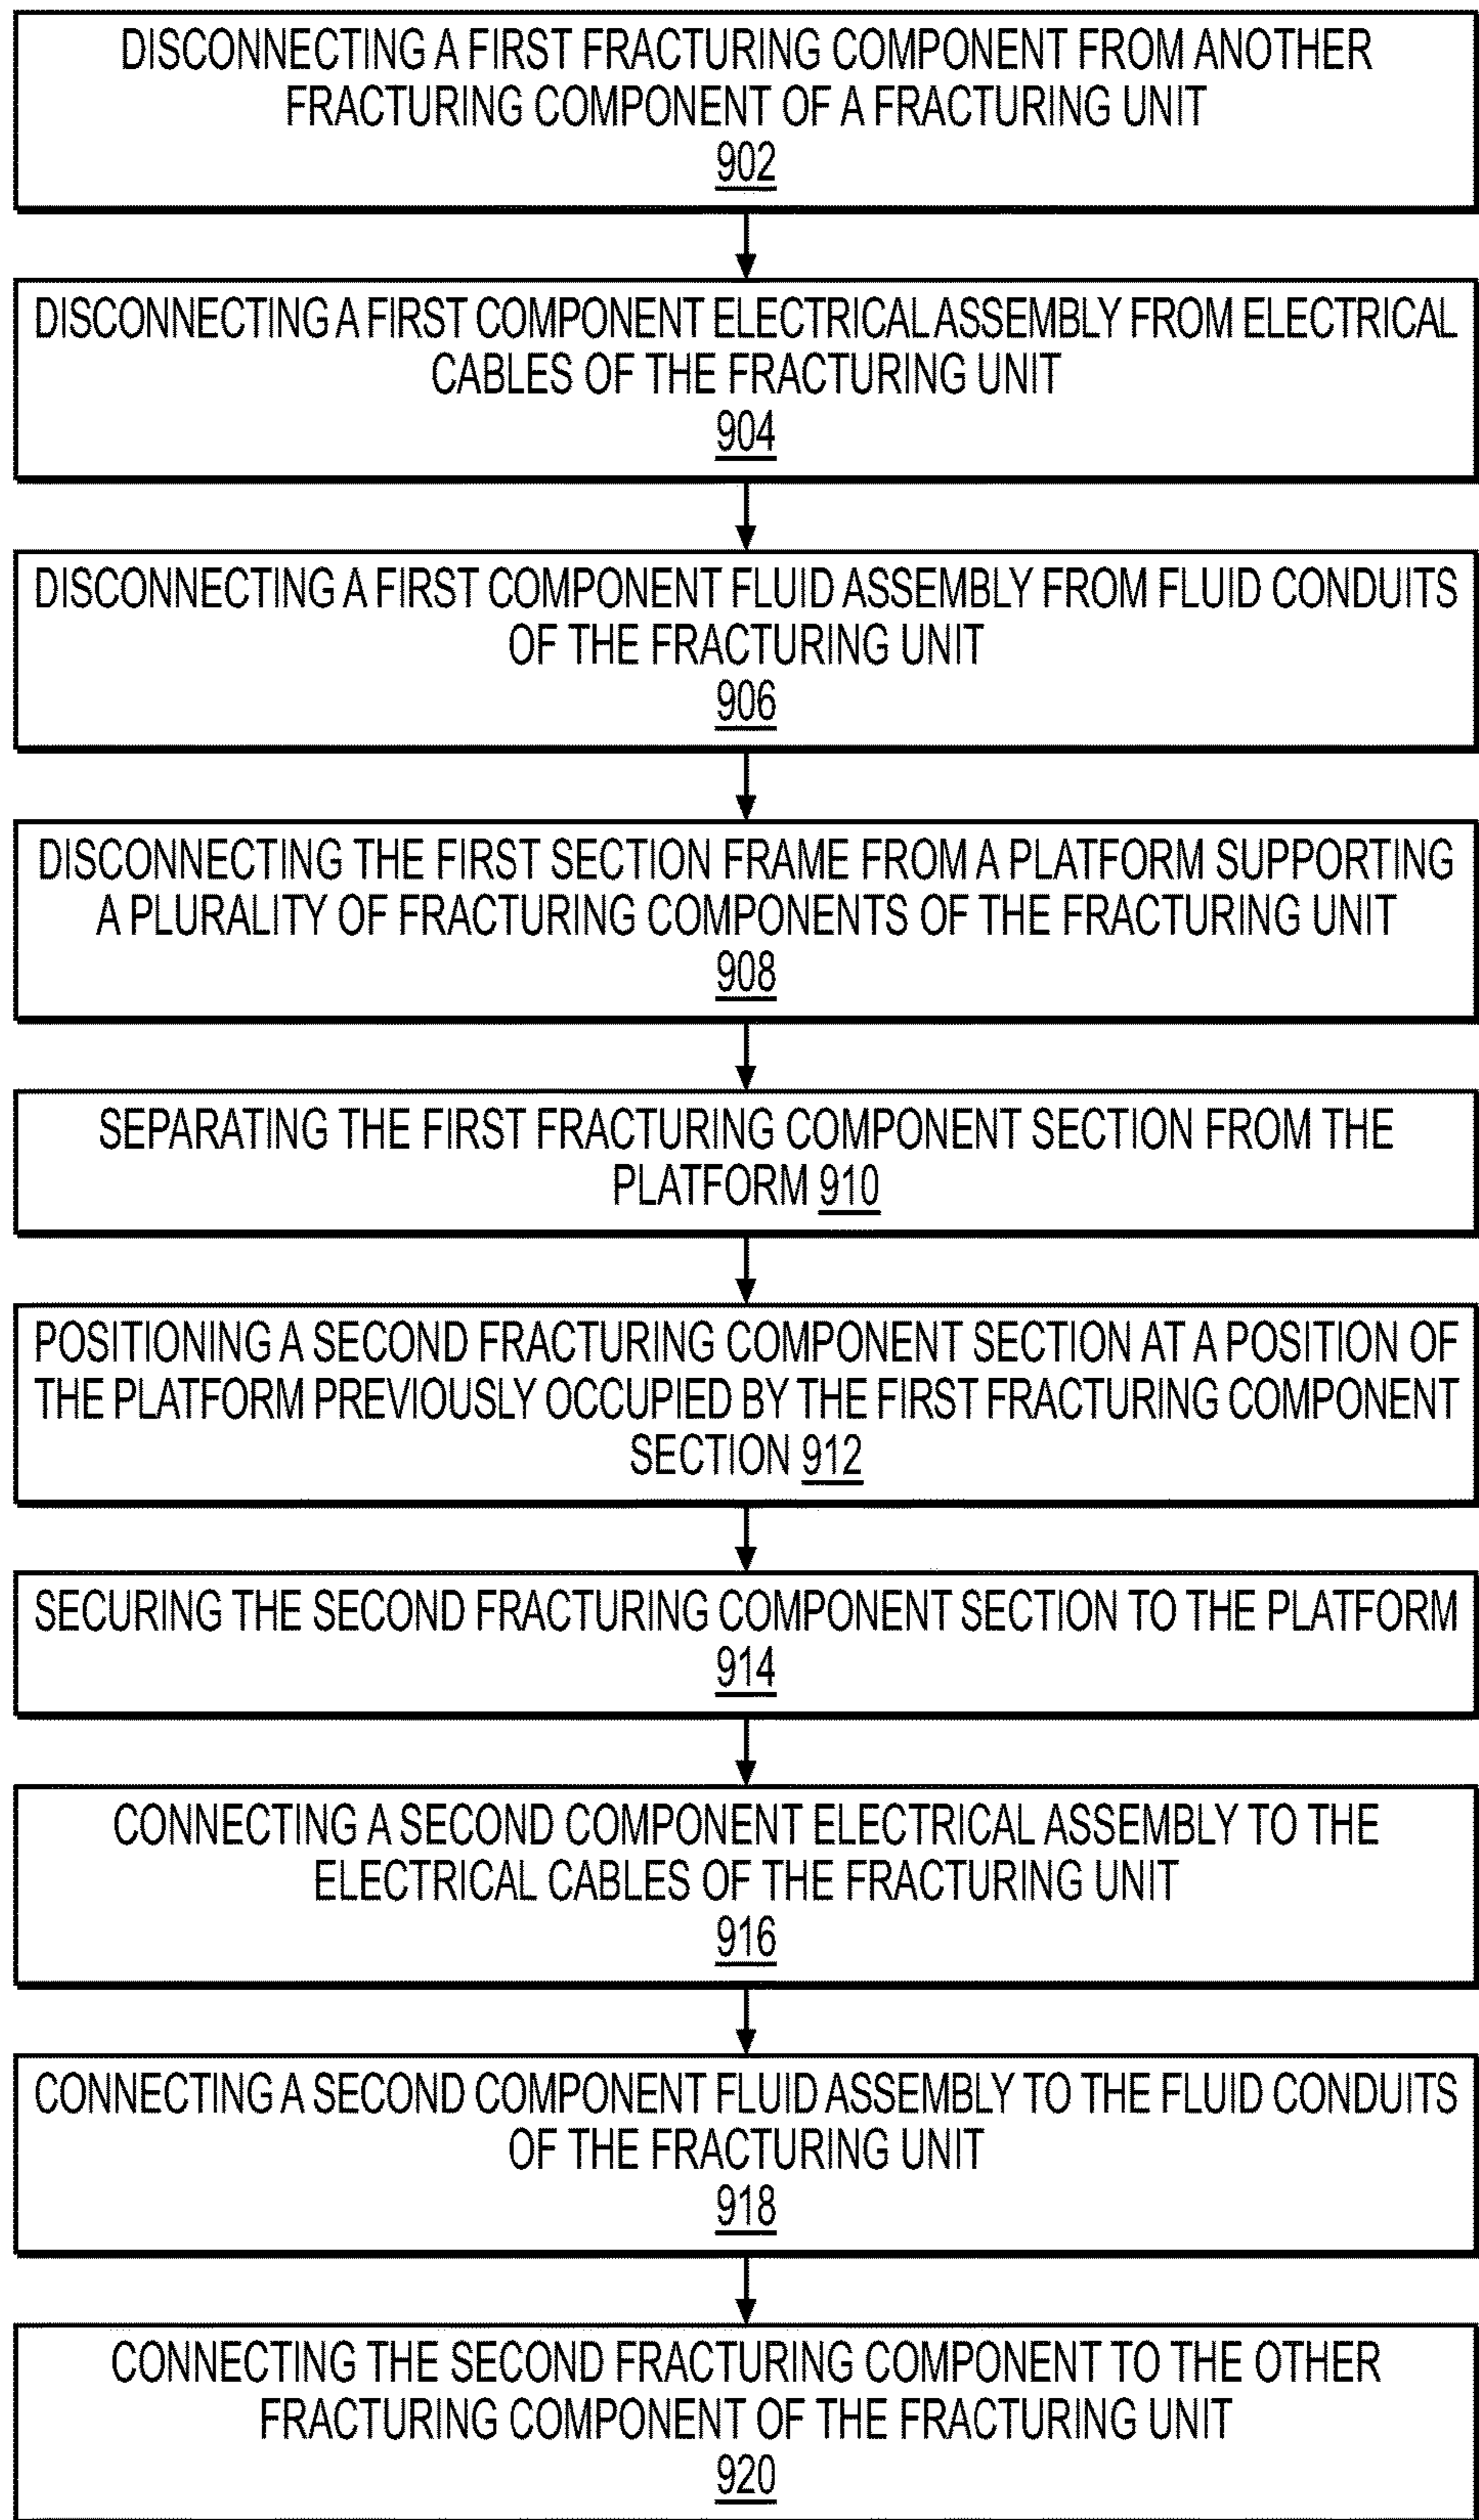 DISCONNECTING A FIRST FRACTURING COMPONENT FROM ANOTHER
FRACTURING COMPONENT OF A FRACTURING UNIT
902
DISCONNECTING A FIRST COMPONENT ELECTRICAL ASSEMBLY FROM ELECTRICAL
CABLES OF THE FRACTURING UNIT
904
DISCONNECTING A FIRST COMPONENT FLUID ASSEMBLY FROM FLUID CONDUITS
OF THE FRACTURING UNIT
906
DISCONNECTING THE FIRST SECTION FRAME FROM A PLATFORM SUPPORTING
A PLURALITY OF FRACTURING COMPONENTS OF THE FRACTURING UNIT
908
SEPARATING THE FIRST FRACTURING COMPONENT SECTION FROM THE
PLATFORM 910
POSITIONING A SECOND FRACTURING COMPONENT SECTION AT A POSITION OF
THE PLATFORM PREVIOUSLY OCCUPIED BY THE FIRST FRACTURING COMPONENT
SECTION 912
SECURING THE SECOND FRACTURING COMPONENT SECTION TO THE PLATFORM
914
CONNECTING A SECOND COMPONENT ELECTRICAL ASSEMBLY TO THE
ELECTRICAL CABLES OF THE FRACTURING UNIT
916
CONNECTING A SECOND COMPONENT FLUID ASSEMBLY TO THE FLUID CONDUITS
OF THE FRACTURING UNIT
918
CONNECTING THE SECOND FRACTURING COMPONENT TO THE OTHER
FRACTURING COMPONENT OF THE FRACTURING UNIT
920